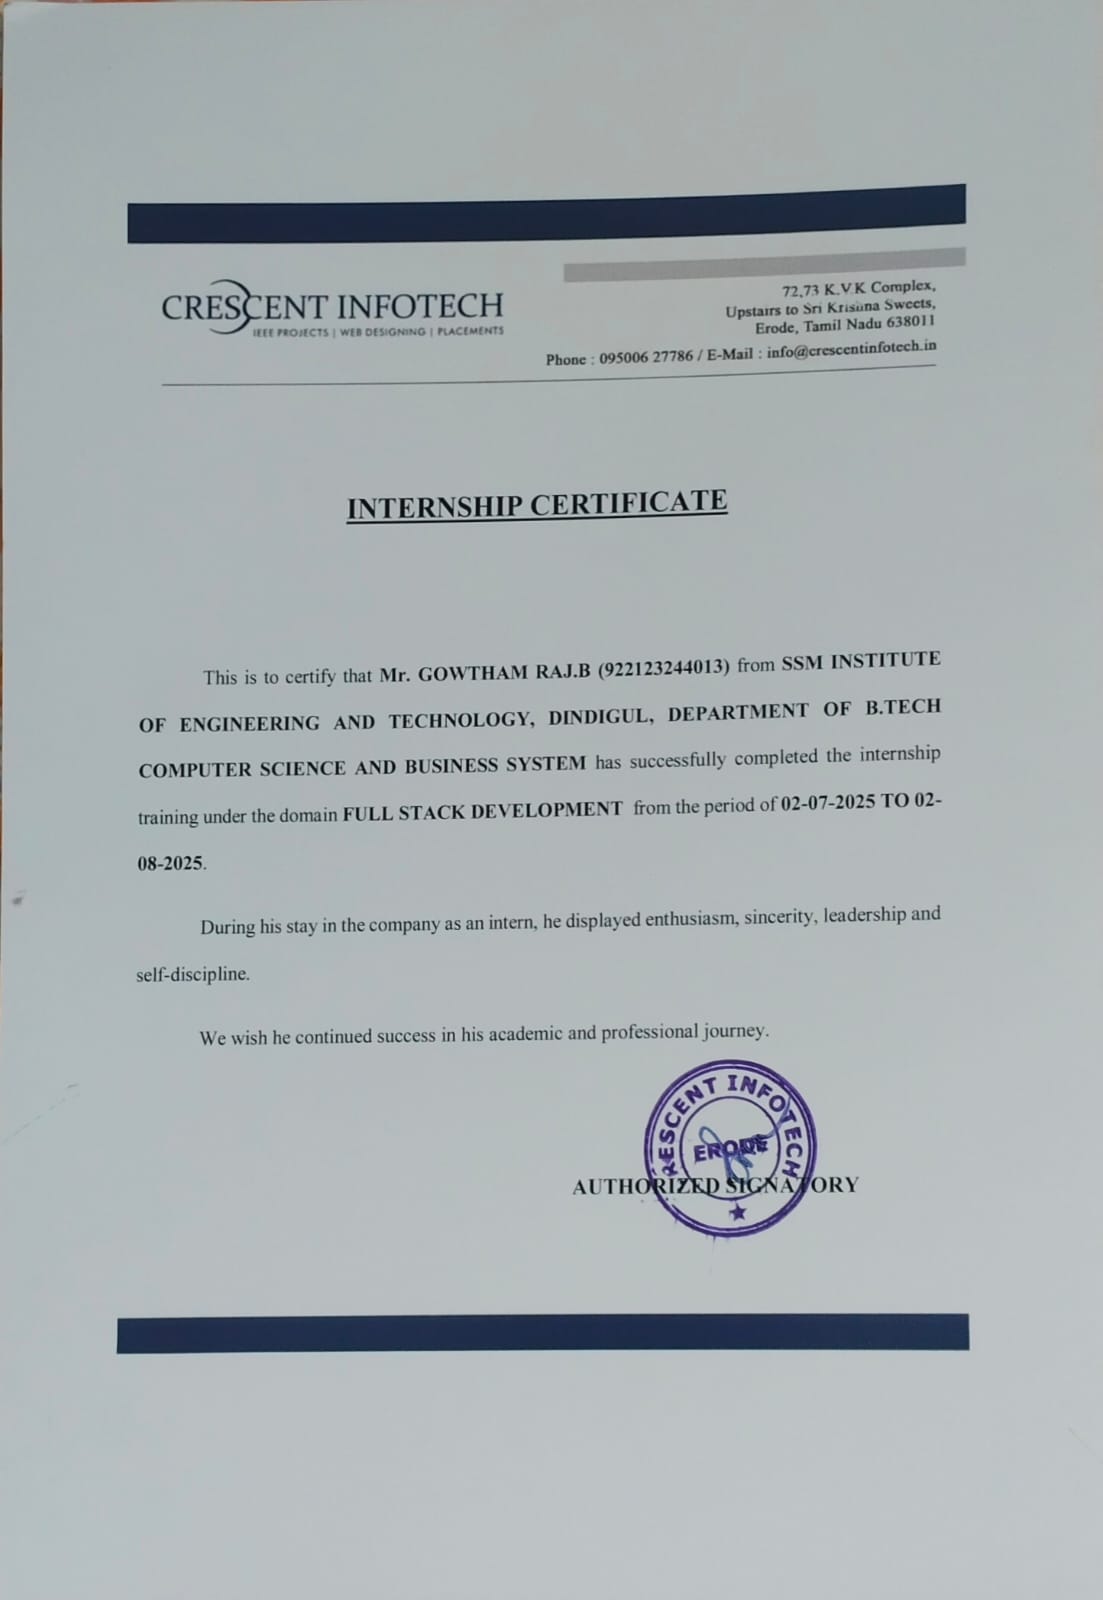 CRESCENT INFOTECH
IEEE PROJECTS | WEB DESIGNING | PLACEMENTS
72,73 K.V.K Complex,
Upstairs to Sri Krisuna Sweets,
Erode, Tamil Nadu 638011
Phone : 095006 27786 / E-Mail : info@crescentinfotech.in
INTERNSHIP CERTIFICATE
This is to certify that Mr. GOWTHAM RAJ.B (922123244013) from SSM INSTITUTE
OF ENGINEERING AND TECHNOLOGY, DINDIGUL, DEPARTMENT OF B.TECH
COMPUTER SCIENCE AND BUSINESS SYSTEM has successfully completed the internship
training under the domain FULL STACK DEVELOPMENT from the period of 02-07-2025 TO 02-
08-2025.
During his stay in the company as an intern, he displayed enthusiasm, sincerity, leadership and
self-discipline.
We wish he continued success in his academic and professional journey.
CRESCENT INFOTECH
ERODE
AUTHORIZED SIGNATORY